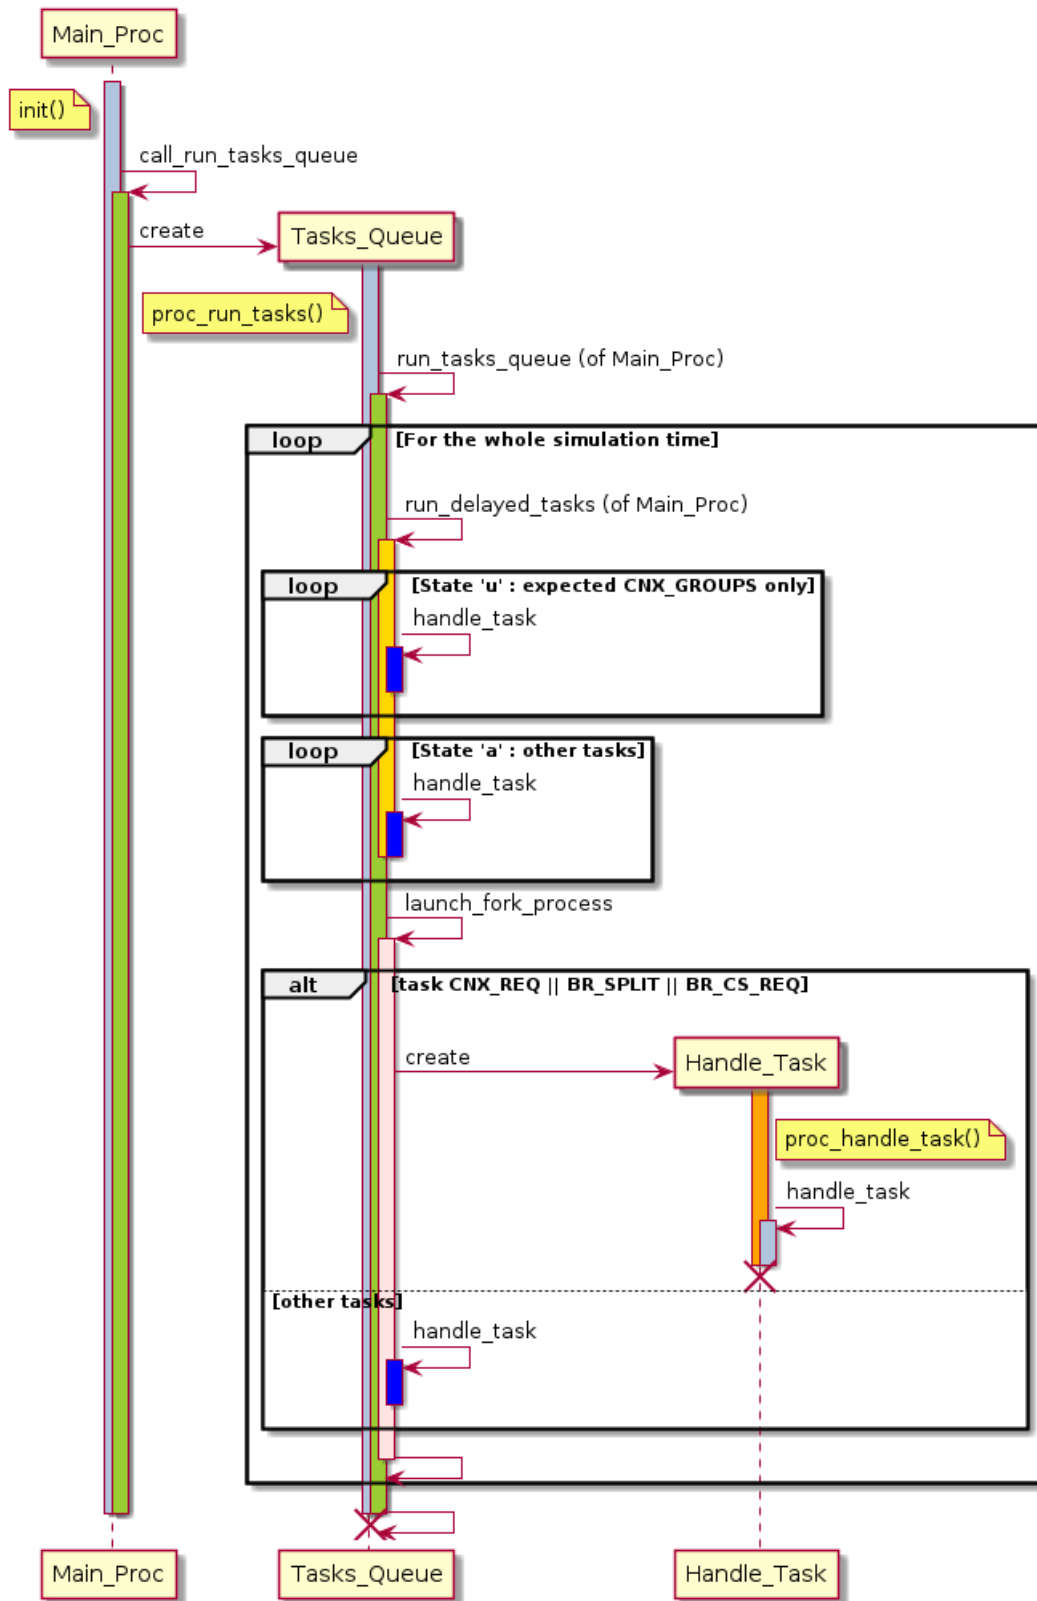 Main_Proc
init()
call_run_tasks_queue
create
Tasks_Queue
proc_run_tasks()
run_tasks_queue (of Main_Proc)
loop [For the whole simulation time]
run_delayed_tasks (of Main_Proc)
loop [State 'u' : expected CNX_GROUPS only]
handle_task
loop [State 'a' : other tasks]
handle_task
launch_fork_process
alt [task CNX_REQ || BR_SPLIT || BR_CS_REQ]
create
Handle_Task
proc_handle_task()
handle_task
[other tasks]
handle_task
Main_Proc Tasks_Queue Handle_Task